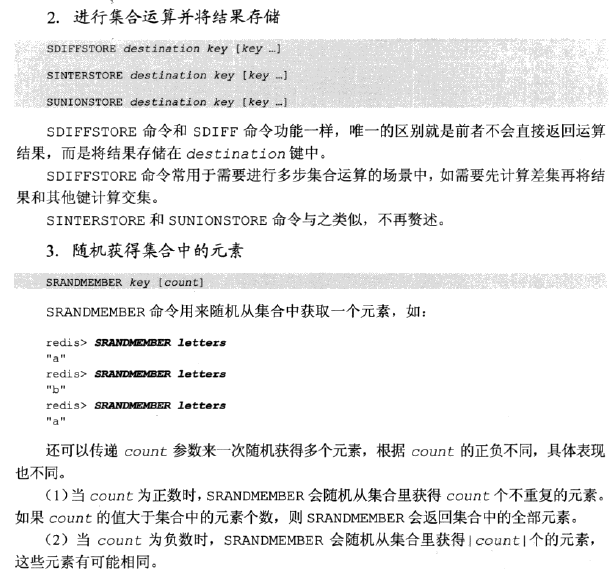 2. 进行集合运算并将结果存储
SDIFFSTORE destination key [key …]
SINTERSTORE destination key [key …]
SUNIONSTORE destination key [key …]
SDIFFSTORE 命令和 SDIFF 命令功能一样，唯一的区别就是前者不会直接返回运算
结果，而是将结果存储在 destination 键中。
SDIFFSTORE 命令常用于需要进行多步集合运算的场景中，如需要先计算差集再将结
果和其他键计算交集。
SINTERSTORE 和 SUNIONSTORE 命令与之类似，不再赘述。
3. 随机获得集合中的元素
SRANDMEMBER key [count]
SRANDMEMBER 命令用来随机从集合中获取一个元素，如：
redis> SRANDMEMBER letters
"a"
redis> SRANDMEMBER letters
"b"
redis> SRANDMEMBER letters
"a"
还可以传递 count 参数来一次随机获得多个元素，根据 count 的正负不同，具体表现
也不同。
（1）当 count 为正数时，SRANDMEMBER 会随机从集合里获得 count 个不重复的元素。
如果 count 的值大于集合中的元素个数，则 SRANDMEMBER 会返回集合中的全部元素。
（2）当 count 为负数时，SRANDMEMBER 会随机从集合里获得|count|个的元素，
这些元素有可能相同。